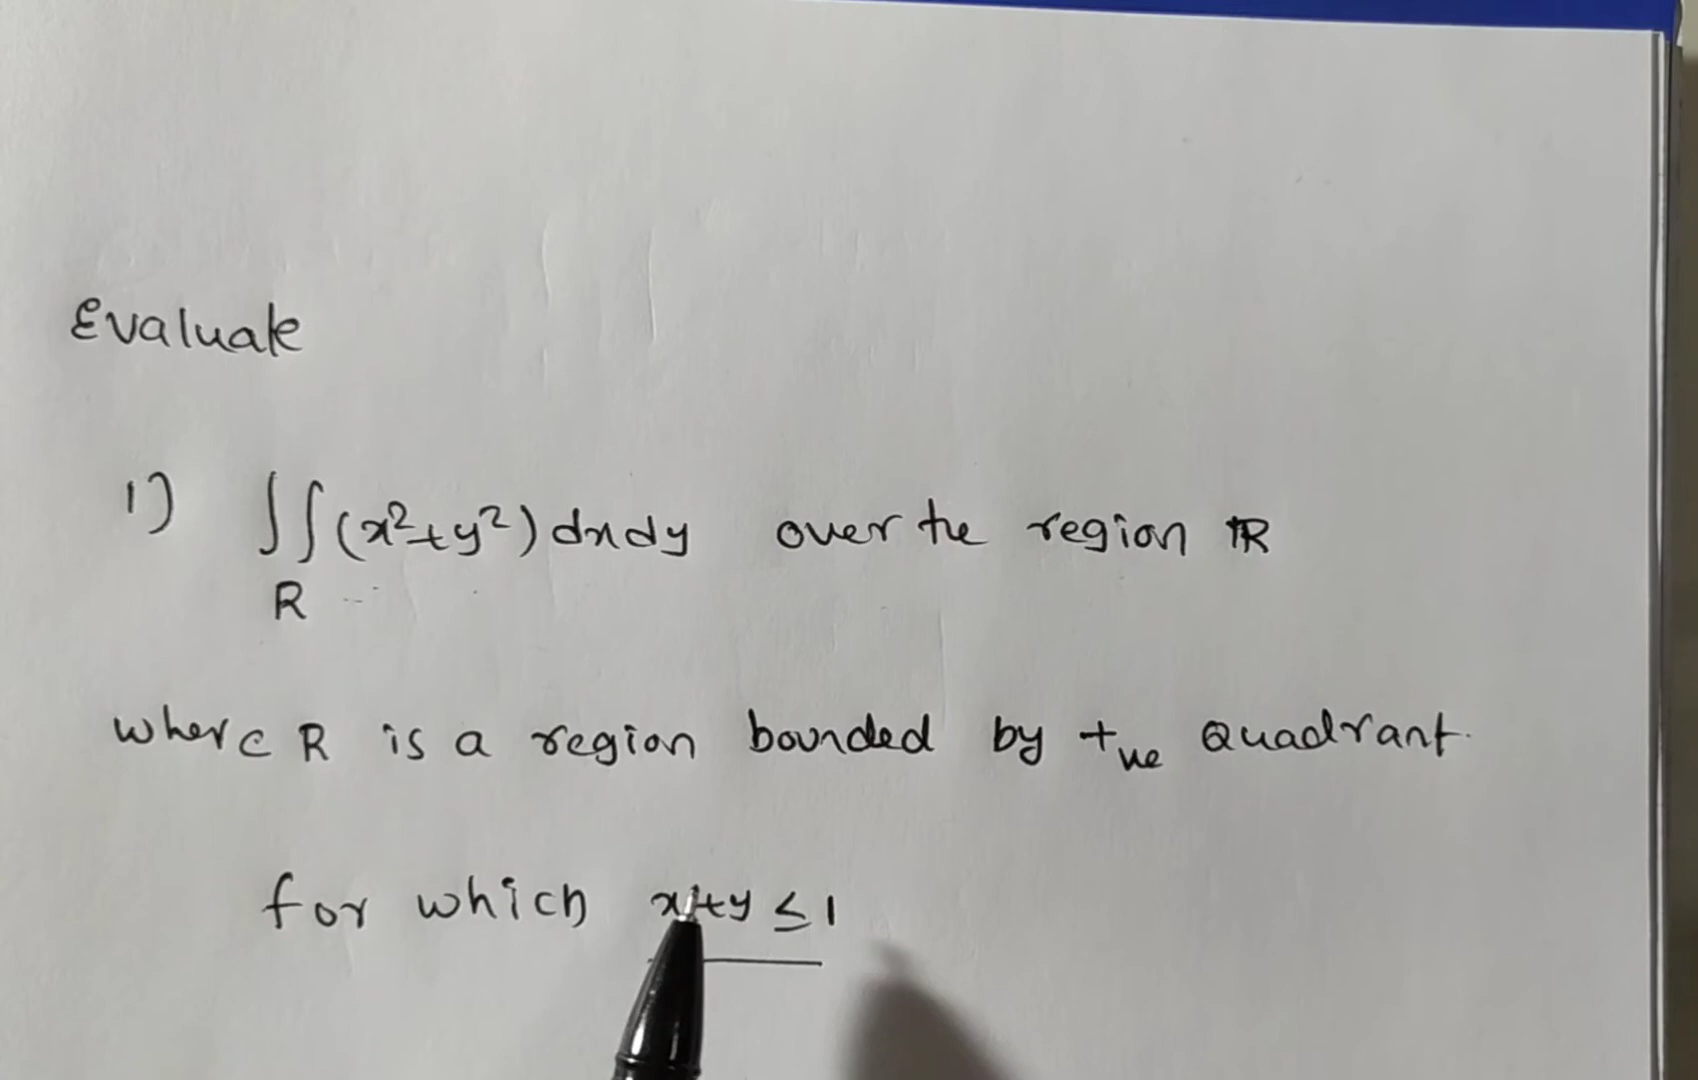 Evaluate
1) ∫∫(x²+y²)dxdy over the region R
R
where R is a region bounded by +ve Quadrant.
for which x+y ≤ 1